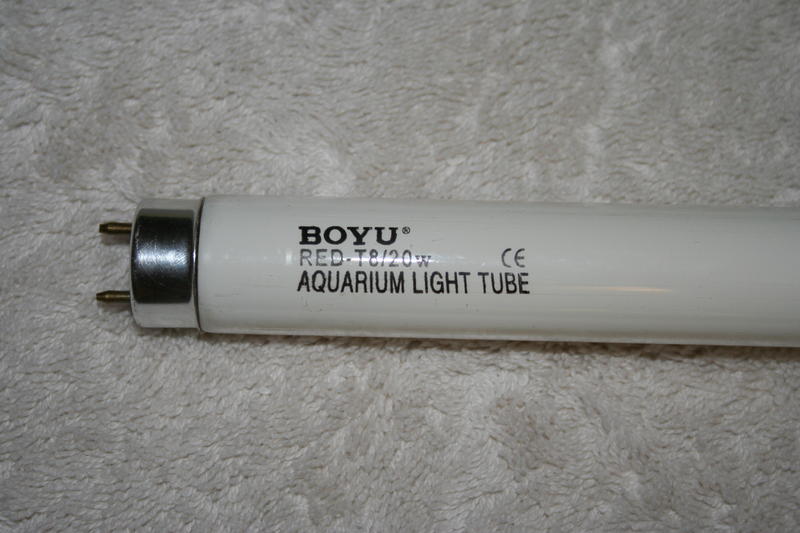 BOYU®
RED-T8/20W CE
AQUARIUM LIGHT TUBE